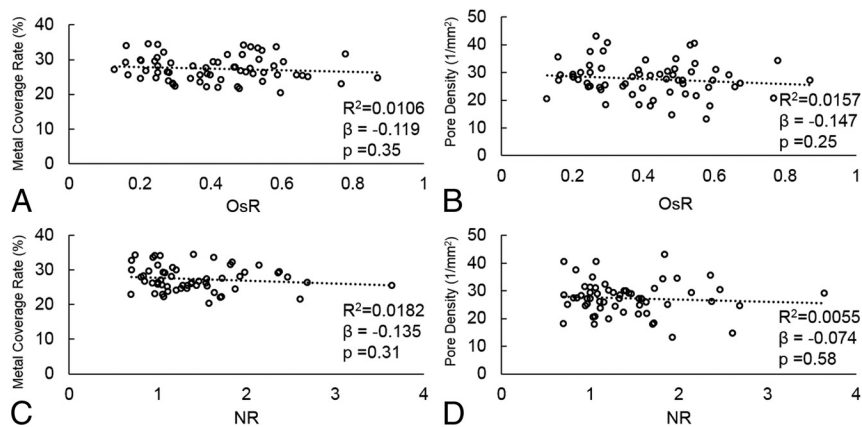 A
Metal Coverage Rate (%)
40
30
20
10
0
0 0.2 0.4 0.6 0.8 1
OsR
R²=0.0106
β = -0.119
p =0.35
B
Pore Density (1/mm²)
50
40
30
20
10
0
0 0.2 0.4 0.6 0.8 1
OsR
R²=0.0157
β = -0.147
p =0.25
C
Metal Coverage Rate (%)
40
30
20
10
0
0 1 2 3 4
NR
R²=0.0182
β = -0.135
p =0.31
D
Pore Density (1/mm²)
50
40
30
20
10
0
0 1 2 3 4
NR
R²=0.0055
β = -0.074
p =0.58